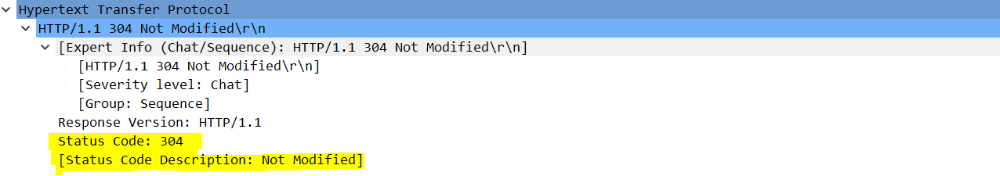 Hypertext Transfer Protocol
HTTP/1.1 304 Not Modified\r\n
[Expert Info (Chat/Sequence): HTTP/1.1 304 Not Modified\r\n]
[HTTP/1.1 304 Not Modified\r\n]
[Severity level: Chat]
[Group: Sequence]
Response Version: HTTP/1.1
Status Code: 304
[Status Code Description: Not Modified]